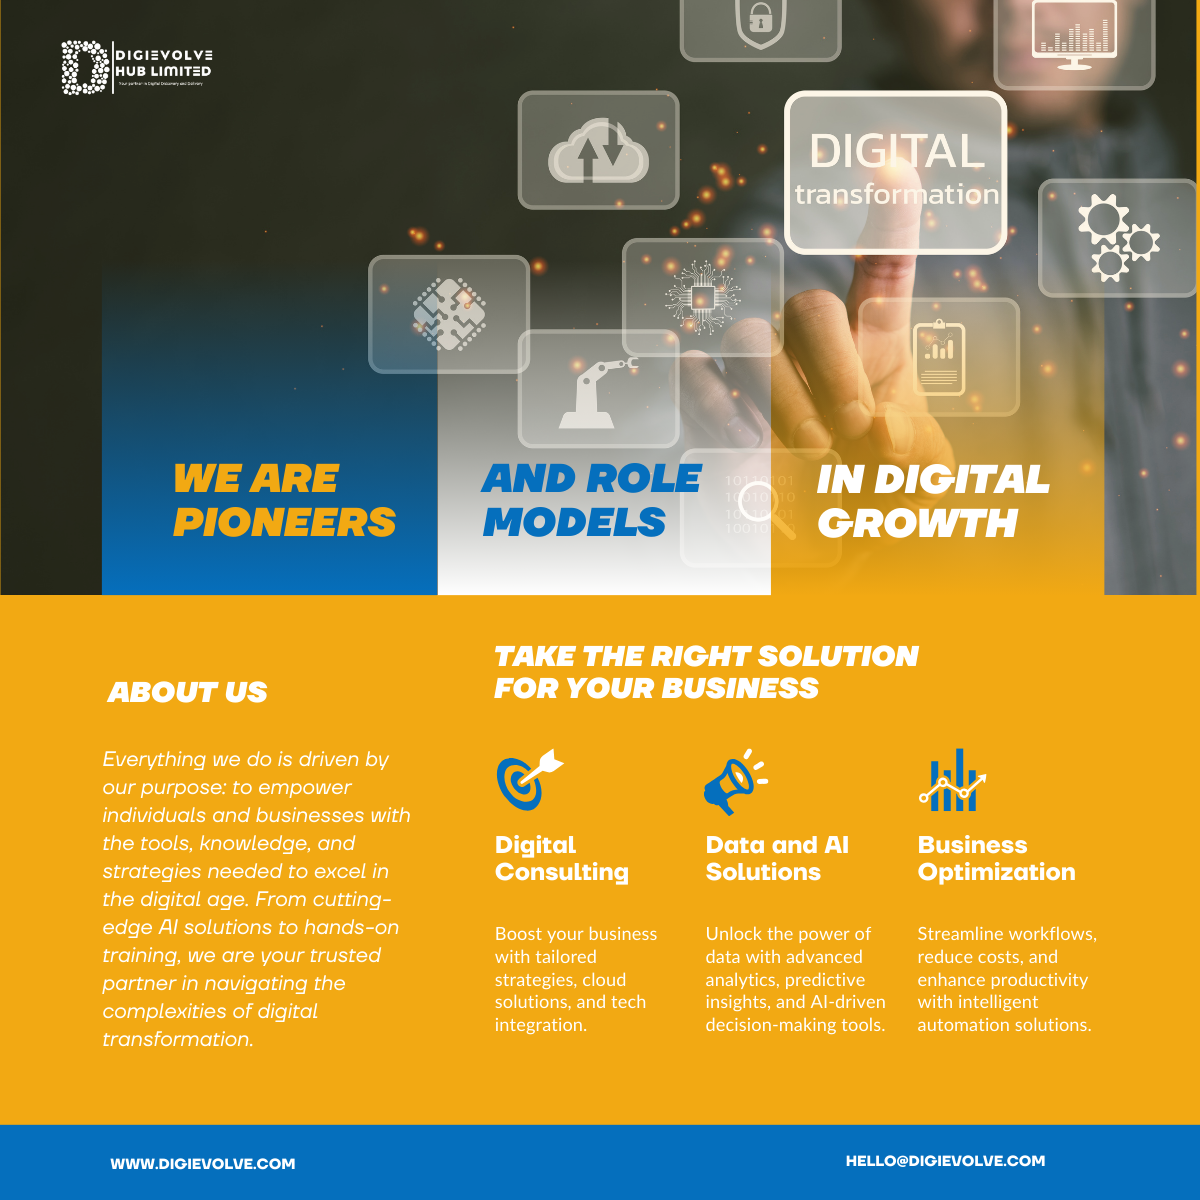 DIGIEVOLVE
HUB LIMITED
Your partner in Digital Discovery and Delivery
DIGITAL
transformation
WE ARE
PIONEERS
AND ROLE
MODELS
IN DIGITAL
GROWTH
ABOUT US
Everything we do is driven by
our purpose: to empower
individuals and businesses with
the tools, knowledge, and
strategies needed to excel in
the digital age. From cutting-
edge AI solutions to hands-on
training, we are your trusted
partner in navigating the
complexities of digital
transformation.
TAKE THE RIGHT SOLUTION
FOR YOUR BUSINESS
Digital
Consulting
Boost your business
with tailored
strategies, cloud
solutions, and tech
integration.
Data and AI
Solutions
Unlock the power of
data with advanced
analytics, predictive
insights, and AI-driven
decision-making tools.
Business
Optimization
Streamline workflows,
reduce costs, and
enhance productivity
with intelligent
automation solutions.
WWW.DIGIEVOLVE.COM
HELLO@DIGIEVOLVE.COM